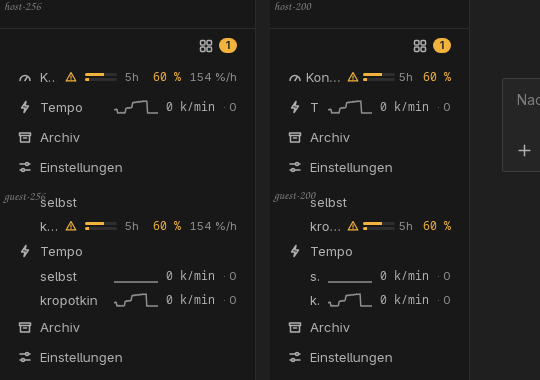 host-256
1
K.. 5h 60 % 154 %/h
Tempo 0 k/min · 0
Archiv
Einstellungen
guest-256
selbst
k... 5h 60 % 154 %/h
Tempo
selbst 0 k/min · 0
kropotkin 0 k/min · 0
Archiv
Einstellungen
host-200
1
Kon... 5h 60 %
T 0 k/min · 0
Archiv
Einstellungen
guest-200
selbst
kro... 5h 60 %
Tempo
s. 0 k/min · 0
k. 0 k/min · 0
Archiv
Einstellungen
Nac
+